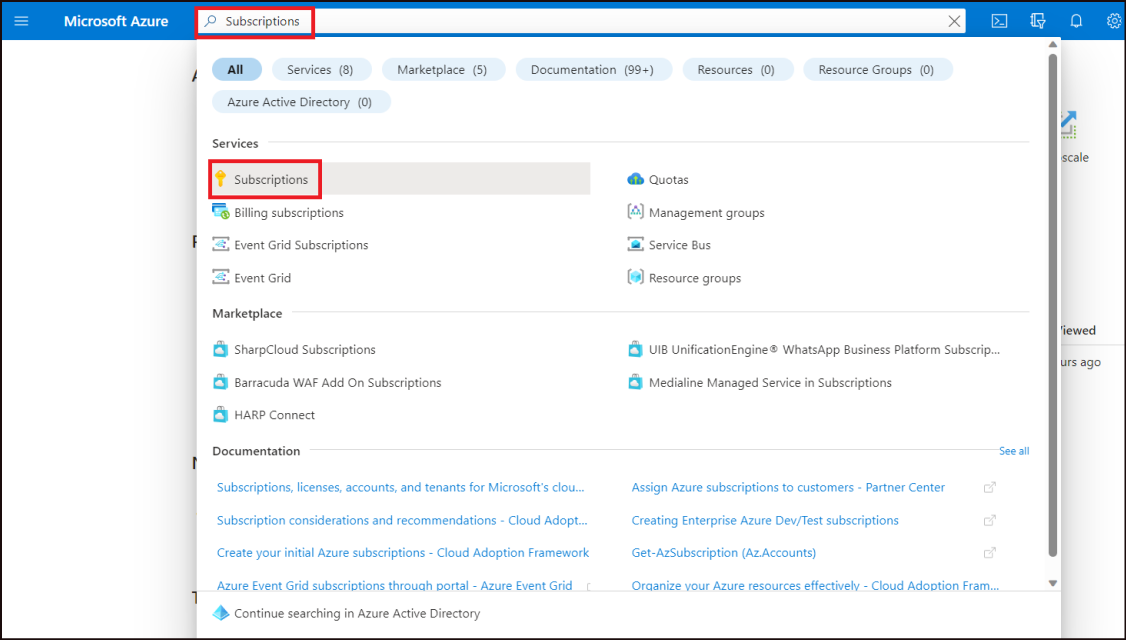 Microsoft Azure
Subscriptions
All
Services (8)
Marketplace (5)
Documentation (99+)
Resources (0)
Resource Groups (0)
Azure Active Directory (0)
Services
Subscriptions
Quotas
Billing subscriptions
Management groups
Event Grid Subscriptions
Service Bus
Event Grid
Resource groups
Marketplace
SharpCloud Subscriptions
UIB UnificationEngine® WhatsApp Business Platform Subscrip...
Barracuda WAF Add On Subscriptions
Medialine Managed Service in Subscriptions
HARP Connect
Documentation
See all
Subscriptions, licenses, accounts, and tenants for Microsoft's clou...
Assign Azure subscriptions to customers - Partner Center
Subscription considerations and recommendations - Cloud Adopt...
Creating Enterprise Azure Dev/Test subscriptions
Create your initial Azure subscriptions - Cloud Adoption Framework
Get-AzSubscription (Az.Accounts)
Azure Event Grid subscriptions through portal - Azure Event Grid
Organize your Azure resources effectively - Cloud Adoption Fram...
Continue searching in Azure Active Directory
scale
iewed
urs ago